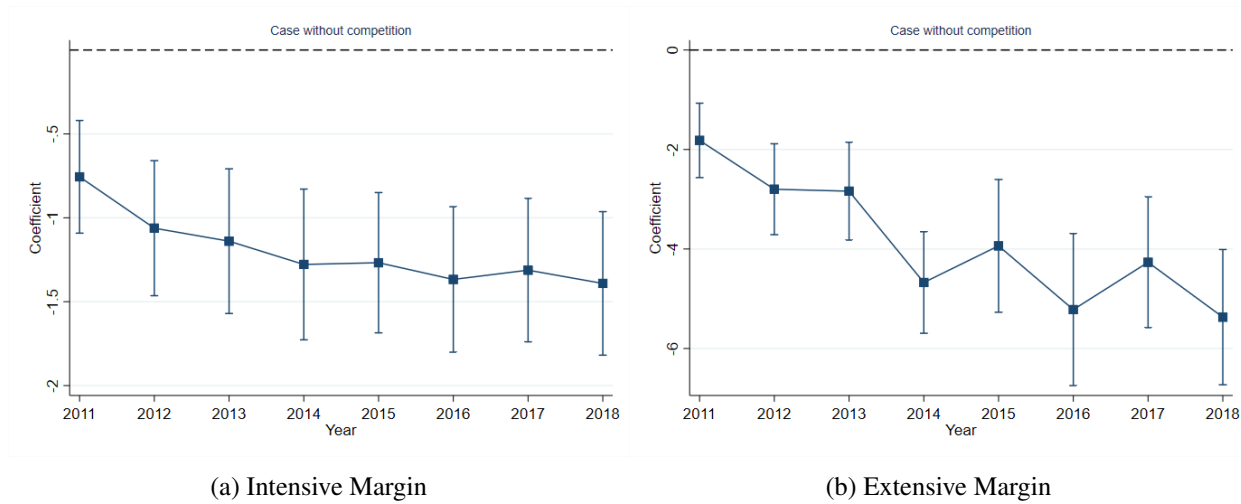 Case without competition
Coefficient
-.5
-1
-1.5
-2
2011 2012 2013 2014 2015 2016 2017 2018
Year
(a) Intensive Margin
Case without competition
Coefficient
0
-2
-4
-6
2011 2012 2013 2014 2015 2016 2017 2018
Year
(b) Extensive Margin